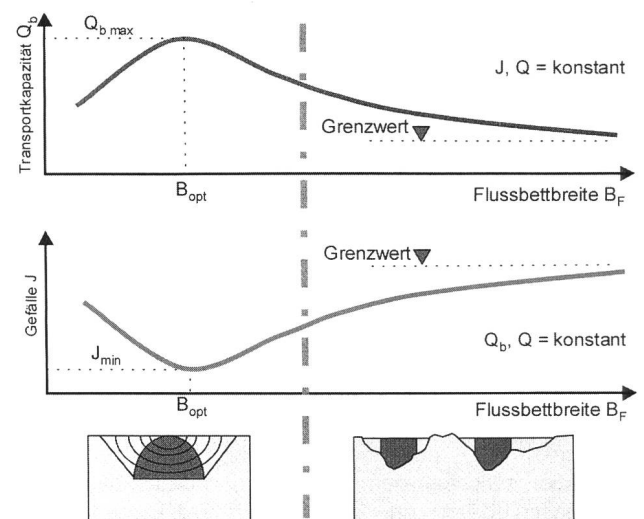 Transportkapazität Q_b
Q_b max
J, Q = konstant
Grenzwert
B_opt
Flussbettbreite B_F
Gefälle J
Grenzwert
J_min
Q_b, Q = konstant
B_opt
Flussbettbreite B_F